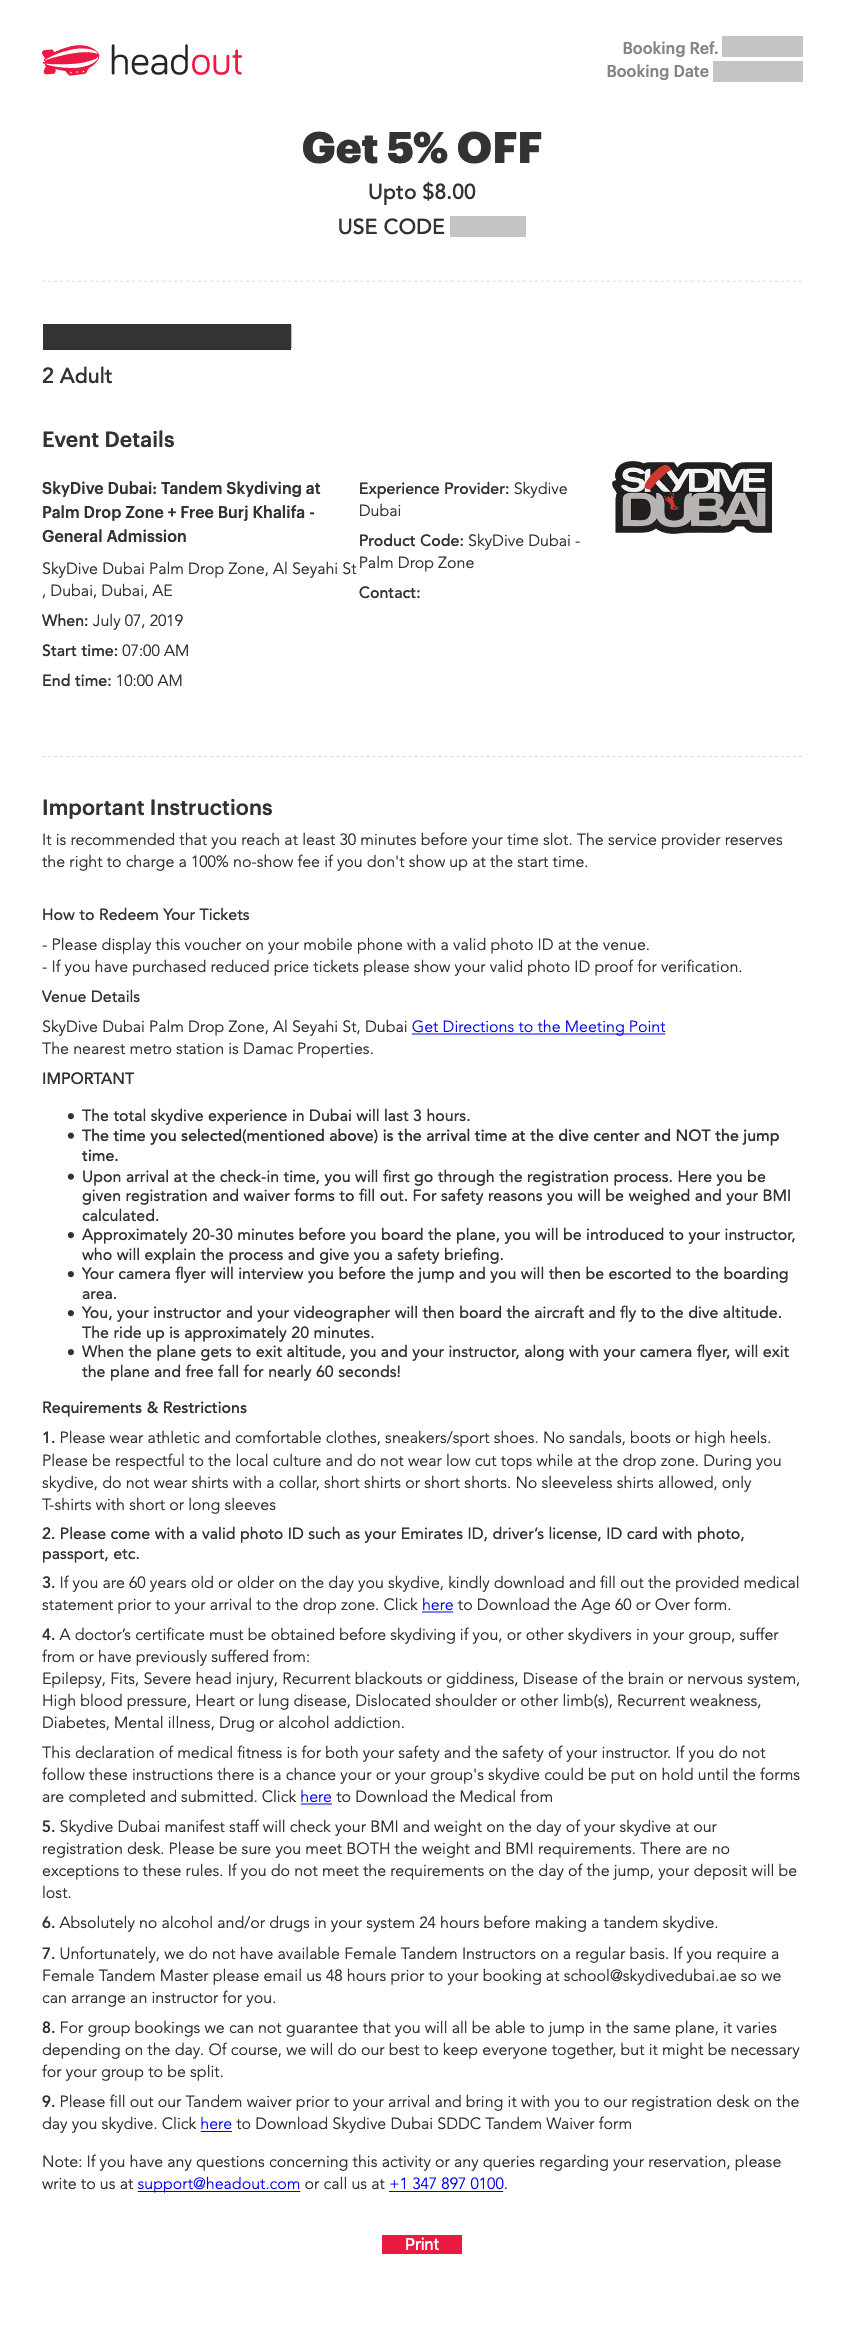 headout
Booking Ref.
Booking Date
Get 5% OFF
Upto $8.00
USE CODE
2 Adult
Event Details
SkyDive Dubai: Tandem Skydiving at
Palm Drop Zone + Free Burj Khalifa -
General Admission
SkyDive Dubai Palm Drop Zone, Al Seyahi St
, Dubai, Dubai, AE
When: July 07, 2019
Start time: 07:00 AM
End time: 10:00 AM
Experience Provider: Skydive
Dubai
Product Code: SkyDive Dubai -
Palm Drop Zone
Contact:
SKYDIVE
DUBAI
Important Instructions
It is recommended that you reach at least 30 minutes before your time slot. The service provider reserves
the right to charge a 100% no-show fee if you don't show up at the start time.
How to Redeem Your Tickets
- Please display this voucher on your mobile phone with a valid photo ID at the venue.
- If you have purchased reduced price tickets please show your valid photo ID proof for verification.
Venue Details
SkyDive Dubai Palm Drop Zone, Al Seyahi St, Dubai Get Directions to the Meeting Point
The nearest metro station is Damac Properties.
IMPORTANT
• The total skydive experience in Dubai will last 3 hours.
• The time you selected(mentioned above) is the arrival time at the dive center and NOT the jump
time.
• Upon arrival at the check-in time, you will first go through the registration process. Here you be
given registration and waiver forms to fill out. For safety reasons you will be weighed and your BMI
calculated.
• Approximately 20-30 minutes before you board the plane, you will be introduced to your instructor,
who will explain the process and give you a safety briefing.
• Your camera flyer will interview you before the jump and you will then be escorted to the boarding
area.
• You, your instructor and your videographer will then board the aircraft and fly to the dive altitude.
The ride up is approximately 20 minutes.
• When the plane gets to exit altitude, you and your instructor, along with your camera flyer, will exit
the plane and free fall for nearly 60 seconds!
Requirements & Restrictions
1. Please wear athletic and comfortable clothes, sneakers/sport shoes. No sandals, boots or high heels.
Please be respectful to the local culture and do not wear low cut tops while at the drop zone. During you
skydive, do not wear shirts with a collar, short shirts or short shorts. No sleeveless shirts allowed, only
T-shirts with short or long sleeves
2. Please come with a valid photo ID such as your Emirates ID, driver’s license, ID card with photo,
passport, etc.
3. If you are 60 years old or older on the day you skydive, kindly download and fill out the provided medical
statement prior to your arrival to the drop zone. Click here to Download the Age 60 or Over form.
4. A doctor’s certificate must be obtained before skydiving if you, or other skydivers in your group, suffer
from or have previously suffered from:
Epilepsy, Fits, Severe head injury, Recurrent blackouts or giddiness, Disease of the brain or nervous system,
High blood pressure, Heart or lung disease, Dislocated shoulder or other limb(s), Recurrent weakness,
Diabetes, Mental illness, Drug or alcohol addiction.
This declaration of medical fitness is for both your safety and the safety of your instructor. If you do not
follow these instructions there is a chance your or your group's skydive could be put on hold until the forms
are completed and submitted. Click here to Download the Medical from
5. Skydive Dubai manifest staff will check your BMI and weight on the day of your skydive at our
registration desk. Please be sure you meet BOTH the weight and BMI requirements. There are no
exceptions to these rules. If you do not meet the requirements on the day of the jump, your deposit will be
lost.
6. Absolutely no alcohol and/or drugs in your system 24 hours before making a tandem skydive.
7. Unfortunately, we do not have available Female Tandem Instructors on a regular basis. If you require a
Female Tandem Master please email us 48 hours prior to your booking at school@skydivedubai.ae so we
can arrange an instructor for you.
8. For group bookings we can not guarantee that you will all be able to jump in the same plane, it varies
depending on the day. Of course, we will do our best to keep everyone together, but it might be necessary
for your group to be split.
9. Please fill out our Tandem waiver prior to your arrival and bring it with you to our registration desk on the
day you skydive. Click here to Download Skydive Dubai SDDC Tandem Waiver form
Note: If you have any questions concerning this activity or any queries regarding your reservation, please
write to us at support@headout.com or call us at +1 347 897 0100.
Print